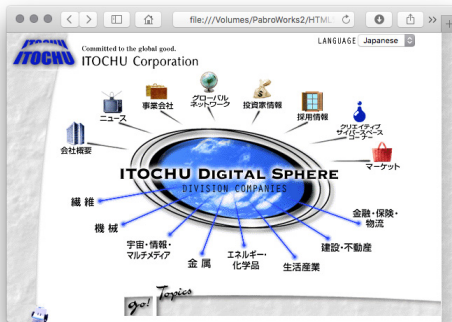 file:///Volumes/PabroWorks2/HTML
LANGUAGE Japanese
ITOCHU
ITOCHU
Committed to the global good.
ITOCHU Corporation
会社概要
ニュース
事業会社
グローバル
ネットワーク
投資家情報
採用情報
クリエイティブ
サイバースペース
コーナー
マーケット
ITOCHU DIGITAL SPHERE
DIVISION COMPANIES
繊維
機械
宇宙・情報・
マルチメディア
金属
エネルギー・
化学品
生活産業
建設・不動産
金融・保険・
物流
go! Topics